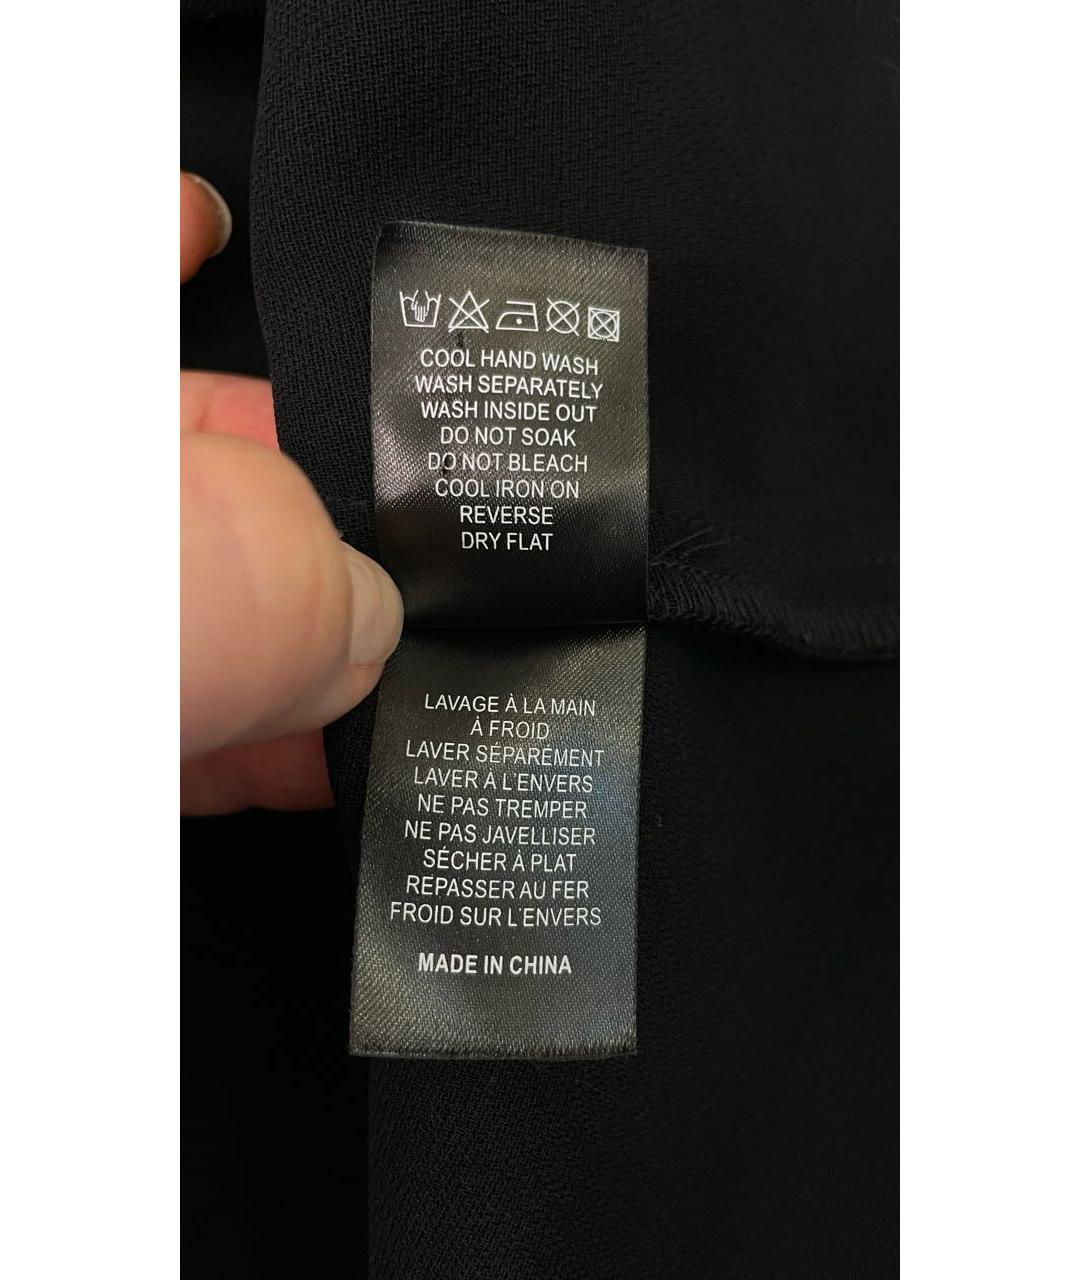 COOL HAND WASH
WASH SEPARATELY
WASH INSIDE OUT
DO NOT SOAK
DO NOT BLEACH
COOL IRON ON
REVERSE
DRY FLAT
LAVAGE À LA MAIN
À FROID
LAVER SÉPARÉMENT
LAVER À L'ENVERS
NE PAS TREMPER
NE PAS JAVELLISER
SÉCHER À PLAT
REPASSER AU FER
FROID SUR L'ENVERS
MADE IN CHINA